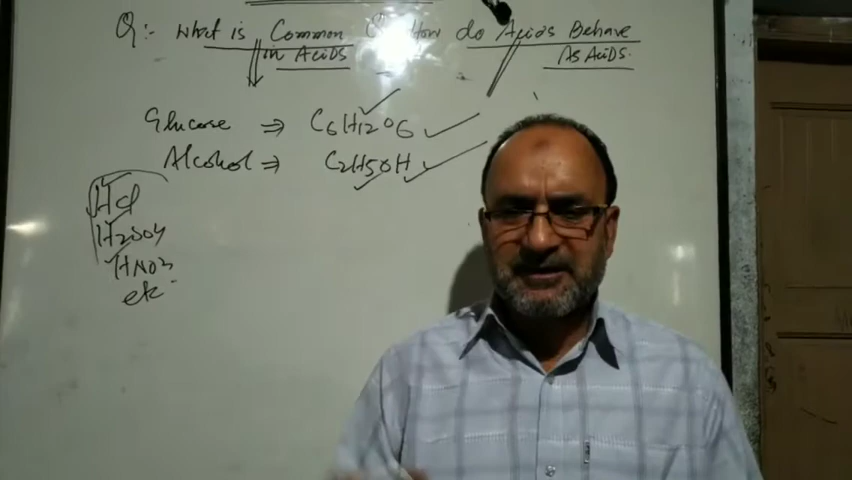 Q:- What is Common How do Acids Behave
in Acids As Acids.
Glucose ⇒ C6H12O6
Alcohol ⇒ C2H5OH
HCl
H2SO4
HNO3
etc.